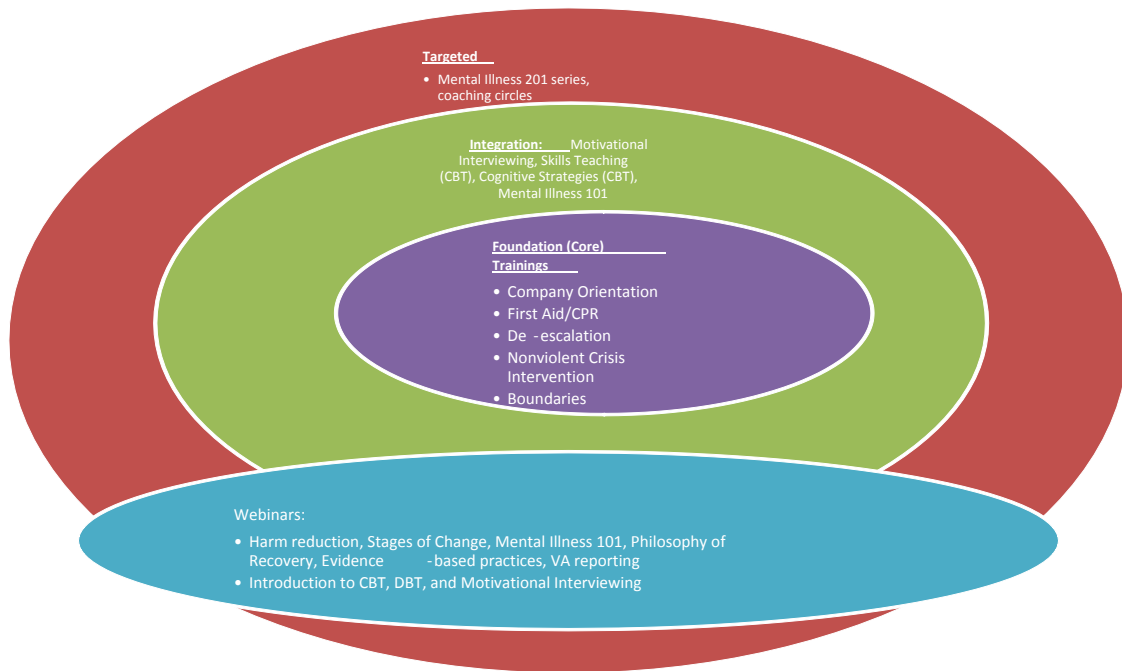 Targeted
• Mental Illness 201 series,
coaching circles
Integration: Motivational
Interviewing, Skills Teaching
(CBT), Cognitive Strategies (CBT),
Mental Illness 101
Foundation (Core)
Trainings
• Company Orientation
• First Aid/CPR
• De -escalation
• Nonviolent Crisis
Intervention
• Boundaries
Webinars:
• Harm reduction, Stages of Change, Mental Illness 101, Philosophy of
Recovery, Evidence -based practices, VA reporting
• Introduction to CBT, DBT, and Motivational Interviewing